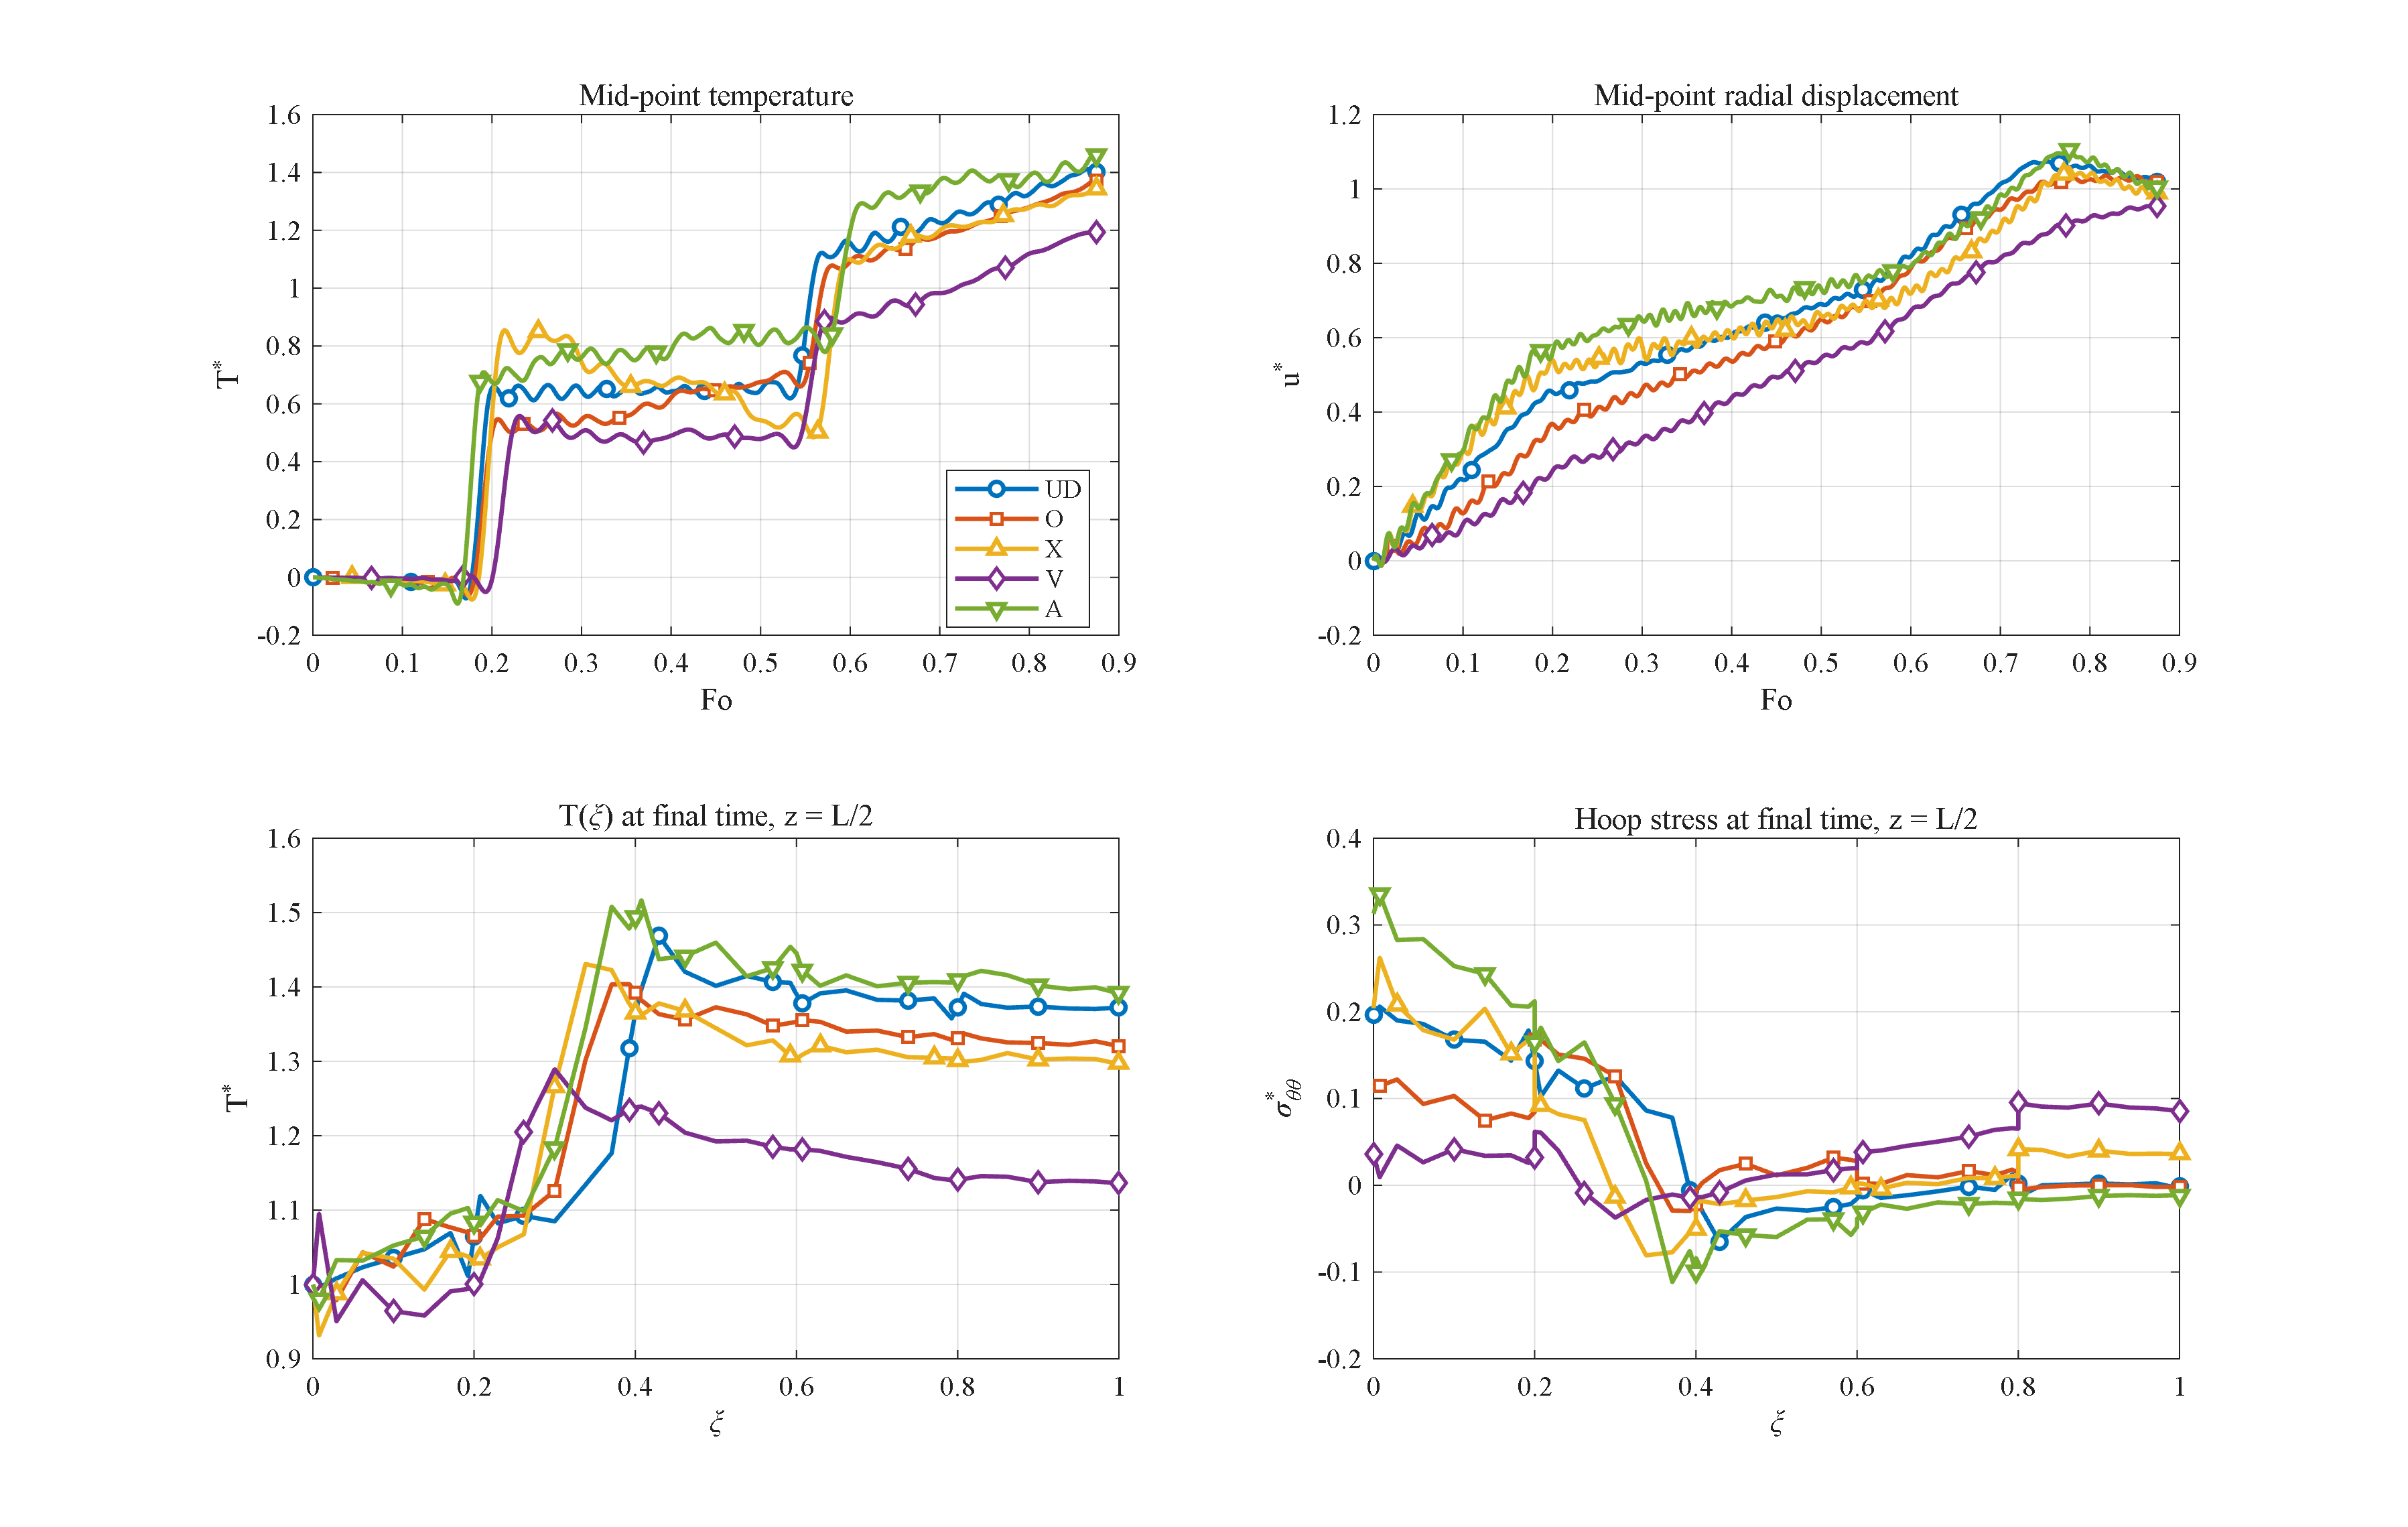 Mid-point temperature
1.6
1.4
1.2
1
0.8
0.6
0.4
0.2
0
-0.2
T*
0 0.1 0.2 0.3 0.4 0.5 0.6 0.7 0.8 0.9
Fo
UD
O
X
V
A
Mid-point radial displacement
1.2
1
0.8
0.6
0.4
0.2
0
-0.2
u*
0 0.1 0.2 0.3 0.4 0.5 0.6 0.7 0.8 0.9
Fo
T(ξ) at final time, z = L/2
1.6
1.5
1.4
1.3
1.2
1.1
1
0.9
T*
0 0.2 0.4 0.6 0.8 1
ξ
Hoop stress at final time, z = L/2
0.4
0.3
0.2
0.1
0
-0.1
-0.2
σ*θθ
0 0.2 0.4 0.6 0.8 1
ξ